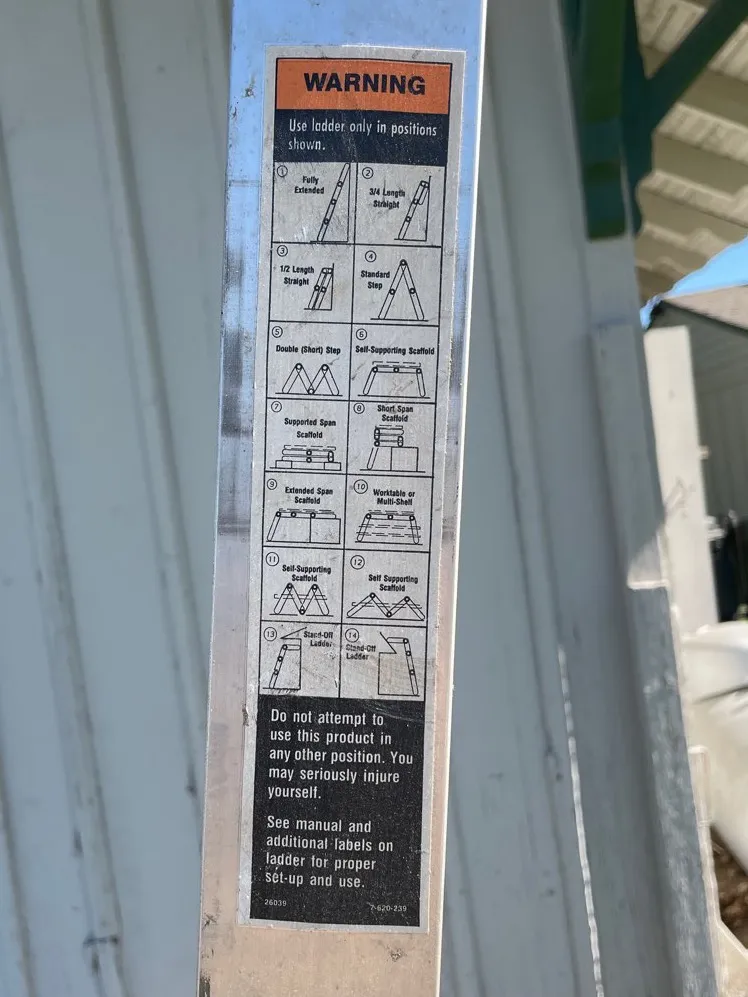 WARNING
Use ladder only in positions
shown.
1
Fully
Extended
2
3/4 Length
Straight
3
1/2 Length
Straight
4
Standard
Step
5
Double (Short) Step
6
Self-Supporting Scaffold
7
Supported Span
Scaffold
8
Short Span
Scaffold
9
Extended Span
Scaffold
10
Worktable or
Multi-Shelf
11
Self-Supporting
Scaffold
12
Self Supporting
Scaffold
13
Stand-Off
Ladder
14
Stand-Off
Ladder
Do not attempt to
use this product in
any other position. You
may seriously injure
yourself.
See manual and
additional labels on
ladder for proper
set-up and use.
26039
7-620-239